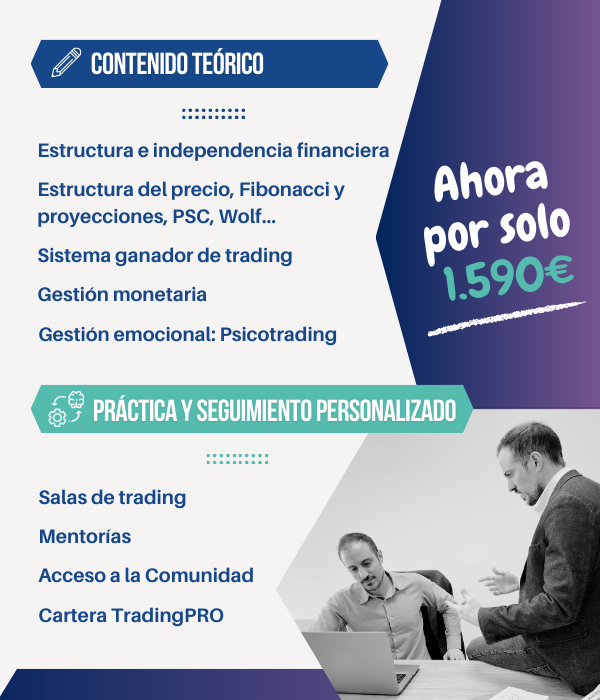 CONTENIDO TEÓRICO
Estructura e independencia financiera
Estructura del precio, Fibonacci y
proyecciones, PSC, Wolf...
Sistema ganador de trading
Gestión monetaria
Gestión emocional: Psicotrading
Ahora
por solo
1.590€
PRÁCTICA Y SEGUIMIENTO PERSONALIZADO
Salas de trading
Mentorías
Acceso a la Comunidad
Cartera TradingPRO